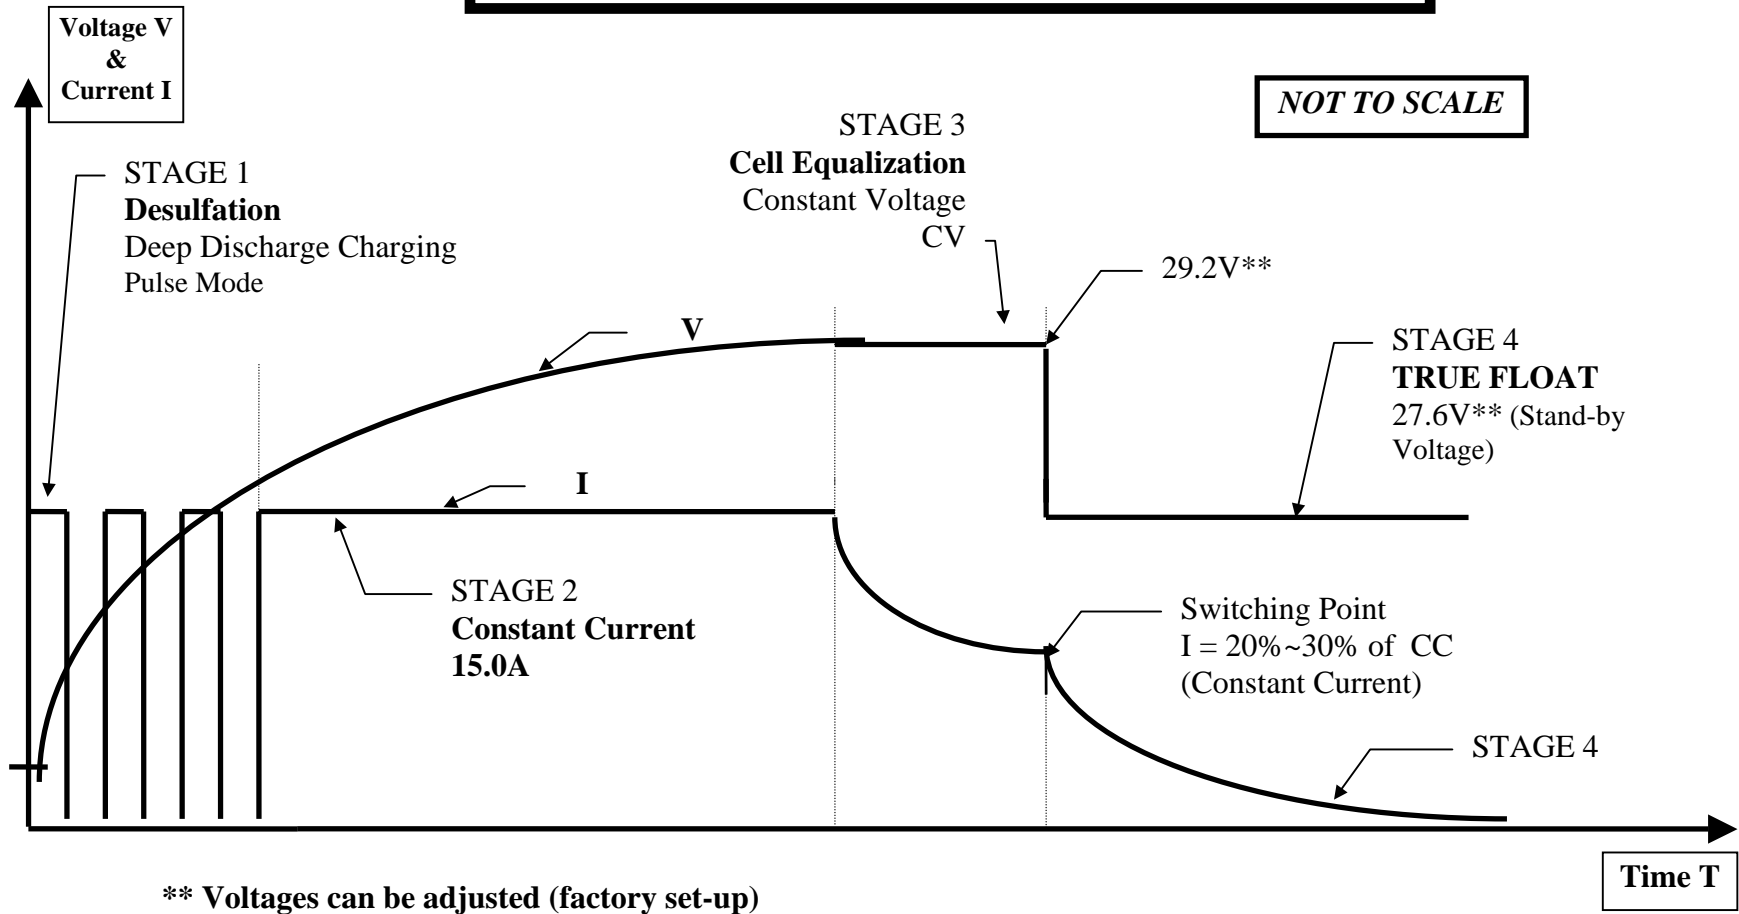 Voltage V
&
Current I
NOT TO SCALE
STAGE 1
Desulfation
Deep Discharge Charging
Pulse Mode
STAGE 3
Cell Equalization
Constant Voltage
CV
29.2V**
V
STAGE 4
TRUE FLOAT
27.6V** (Stand-by
Voltage)
I
STAGE 2
Constant Current
15.0A
Switching Point
I = 20%~30% of CC
(Constant Current)
STAGE 4
Time T
** Voltages can be adjusted (factory set-up)